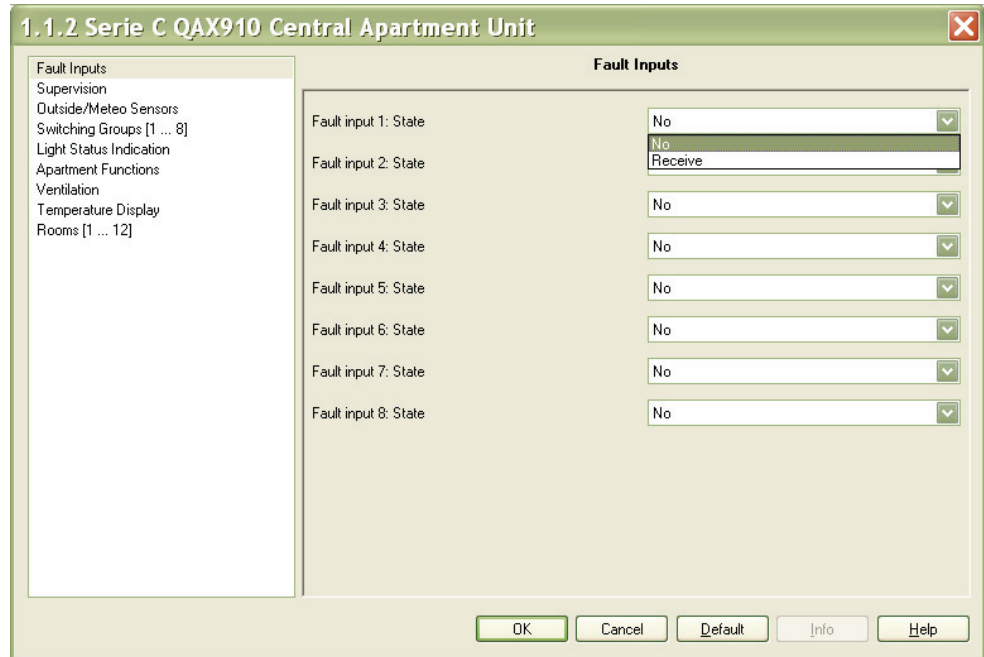 1.1.2 Serie C QAX910 Central Apartment Unit
Fault Inputs
Supervision
Outside/Meteo Sensors
Switching Groups [1 ... 8]
Light Status Indication
Apartment Functions
Ventilation
Temperature Display
Rooms [1 ... 12]
Fault Inputs
Fault input 1: State No
No
Receive
Fault input 2: State
Fault input 3: State No
Fault input 4: State No
Fault input 5: State No
Fault input 6: State No
Fault input 7: State No
Fault input 8: State No
OK Cancel Default Info Help